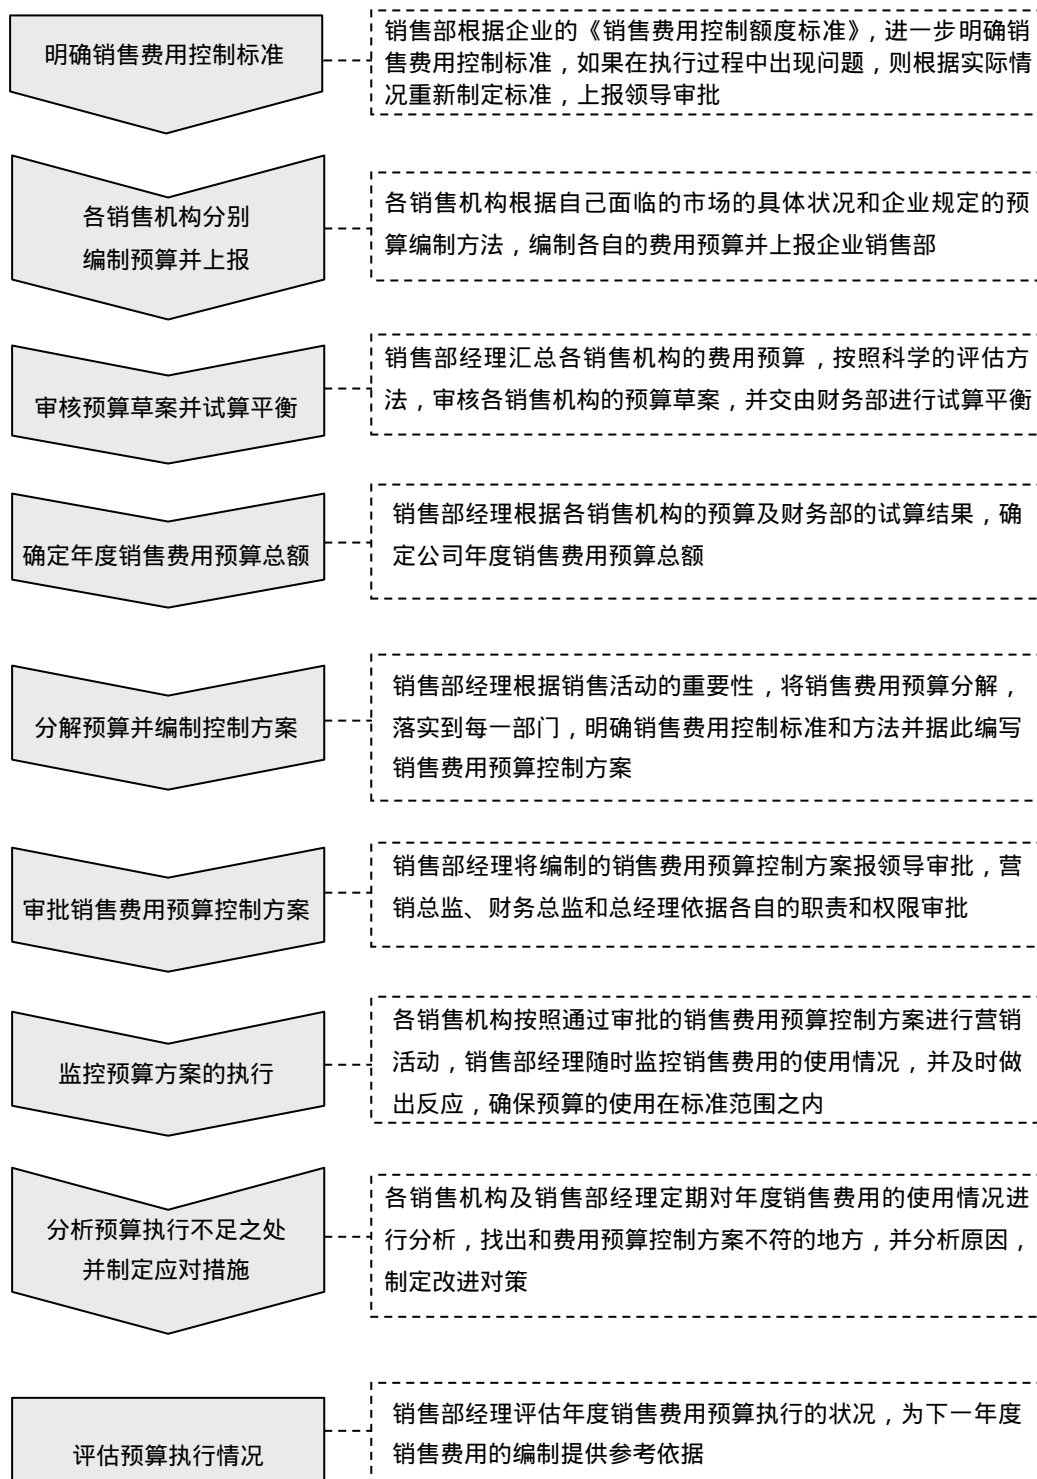 明确销售费用控制标准
销售部根据企业的《销售费用控制额度标准》，进一步明确销
售费用控制标准，如果在执行过程中出现问题，则根据实际情
况重新制定标准，上报领导审批
各销售机构分别
编制预算并上报
各销售机构根据自己面临的市场的具体状况和企业规定的预
算编制方法，编制各自的费用预算并上报企业销售部
审核预算草案并试算平衡
销售部经理汇总各销售机构的费用预算，按照科学的评估方
法，审核各销售机构的预算草案，并交由财务部进行试算平衡
确定年度销售费用预算总额
销售部经理根据各销售机构的预算及财务部的试算结果，确
定公司年度销售费用预算总额
分解预算并编制控制方案
销售部经理根据销售活动的重要性，将销售费用预算分解，
落实到每一部门，明确销售费用控制标准和方法并据此编写
销售费用预算控制方案
审批销售费用预算控制方案
销售部经理将编制的销售费用预算控制方案报领导审批，营
销总监、财务总监和总经理依据各自的职责和权限审批
监控预算方案的执行
各销售机构按照通过审批的销售费用预算控制方案进行营销
活动，销售部经理随时监控销售费用的使用情况，并及时做
出反应，确保预算的使用在标准范围之内
分析预算执行不足之处
并制定应对措施
各销售机构及销售部经理定期对年度销售费用的使用情况进
行分析，找出和费用预算控制方案不符的地方，并分析原因，
制定改进对策
评估预算执行情况
销售部经理评估年度销售费用预算执行的状况，为下一年度
销售费用的编制提供参考依据